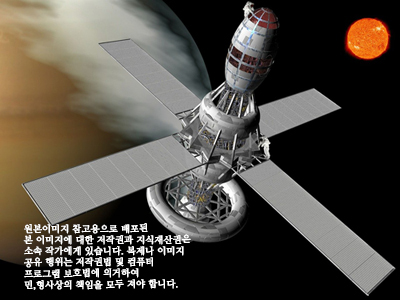 원본이미지 참고용으로 배포된
본 이미지에 대한 저작권과 지식재산권은
소속 작가에게 있습니다. 복제나 이미지
공유 행위는 저작권법 및 컴퓨터
프로그램 보호법에 의거하여
민,형사상의 책임을 모두 져야 합니다.